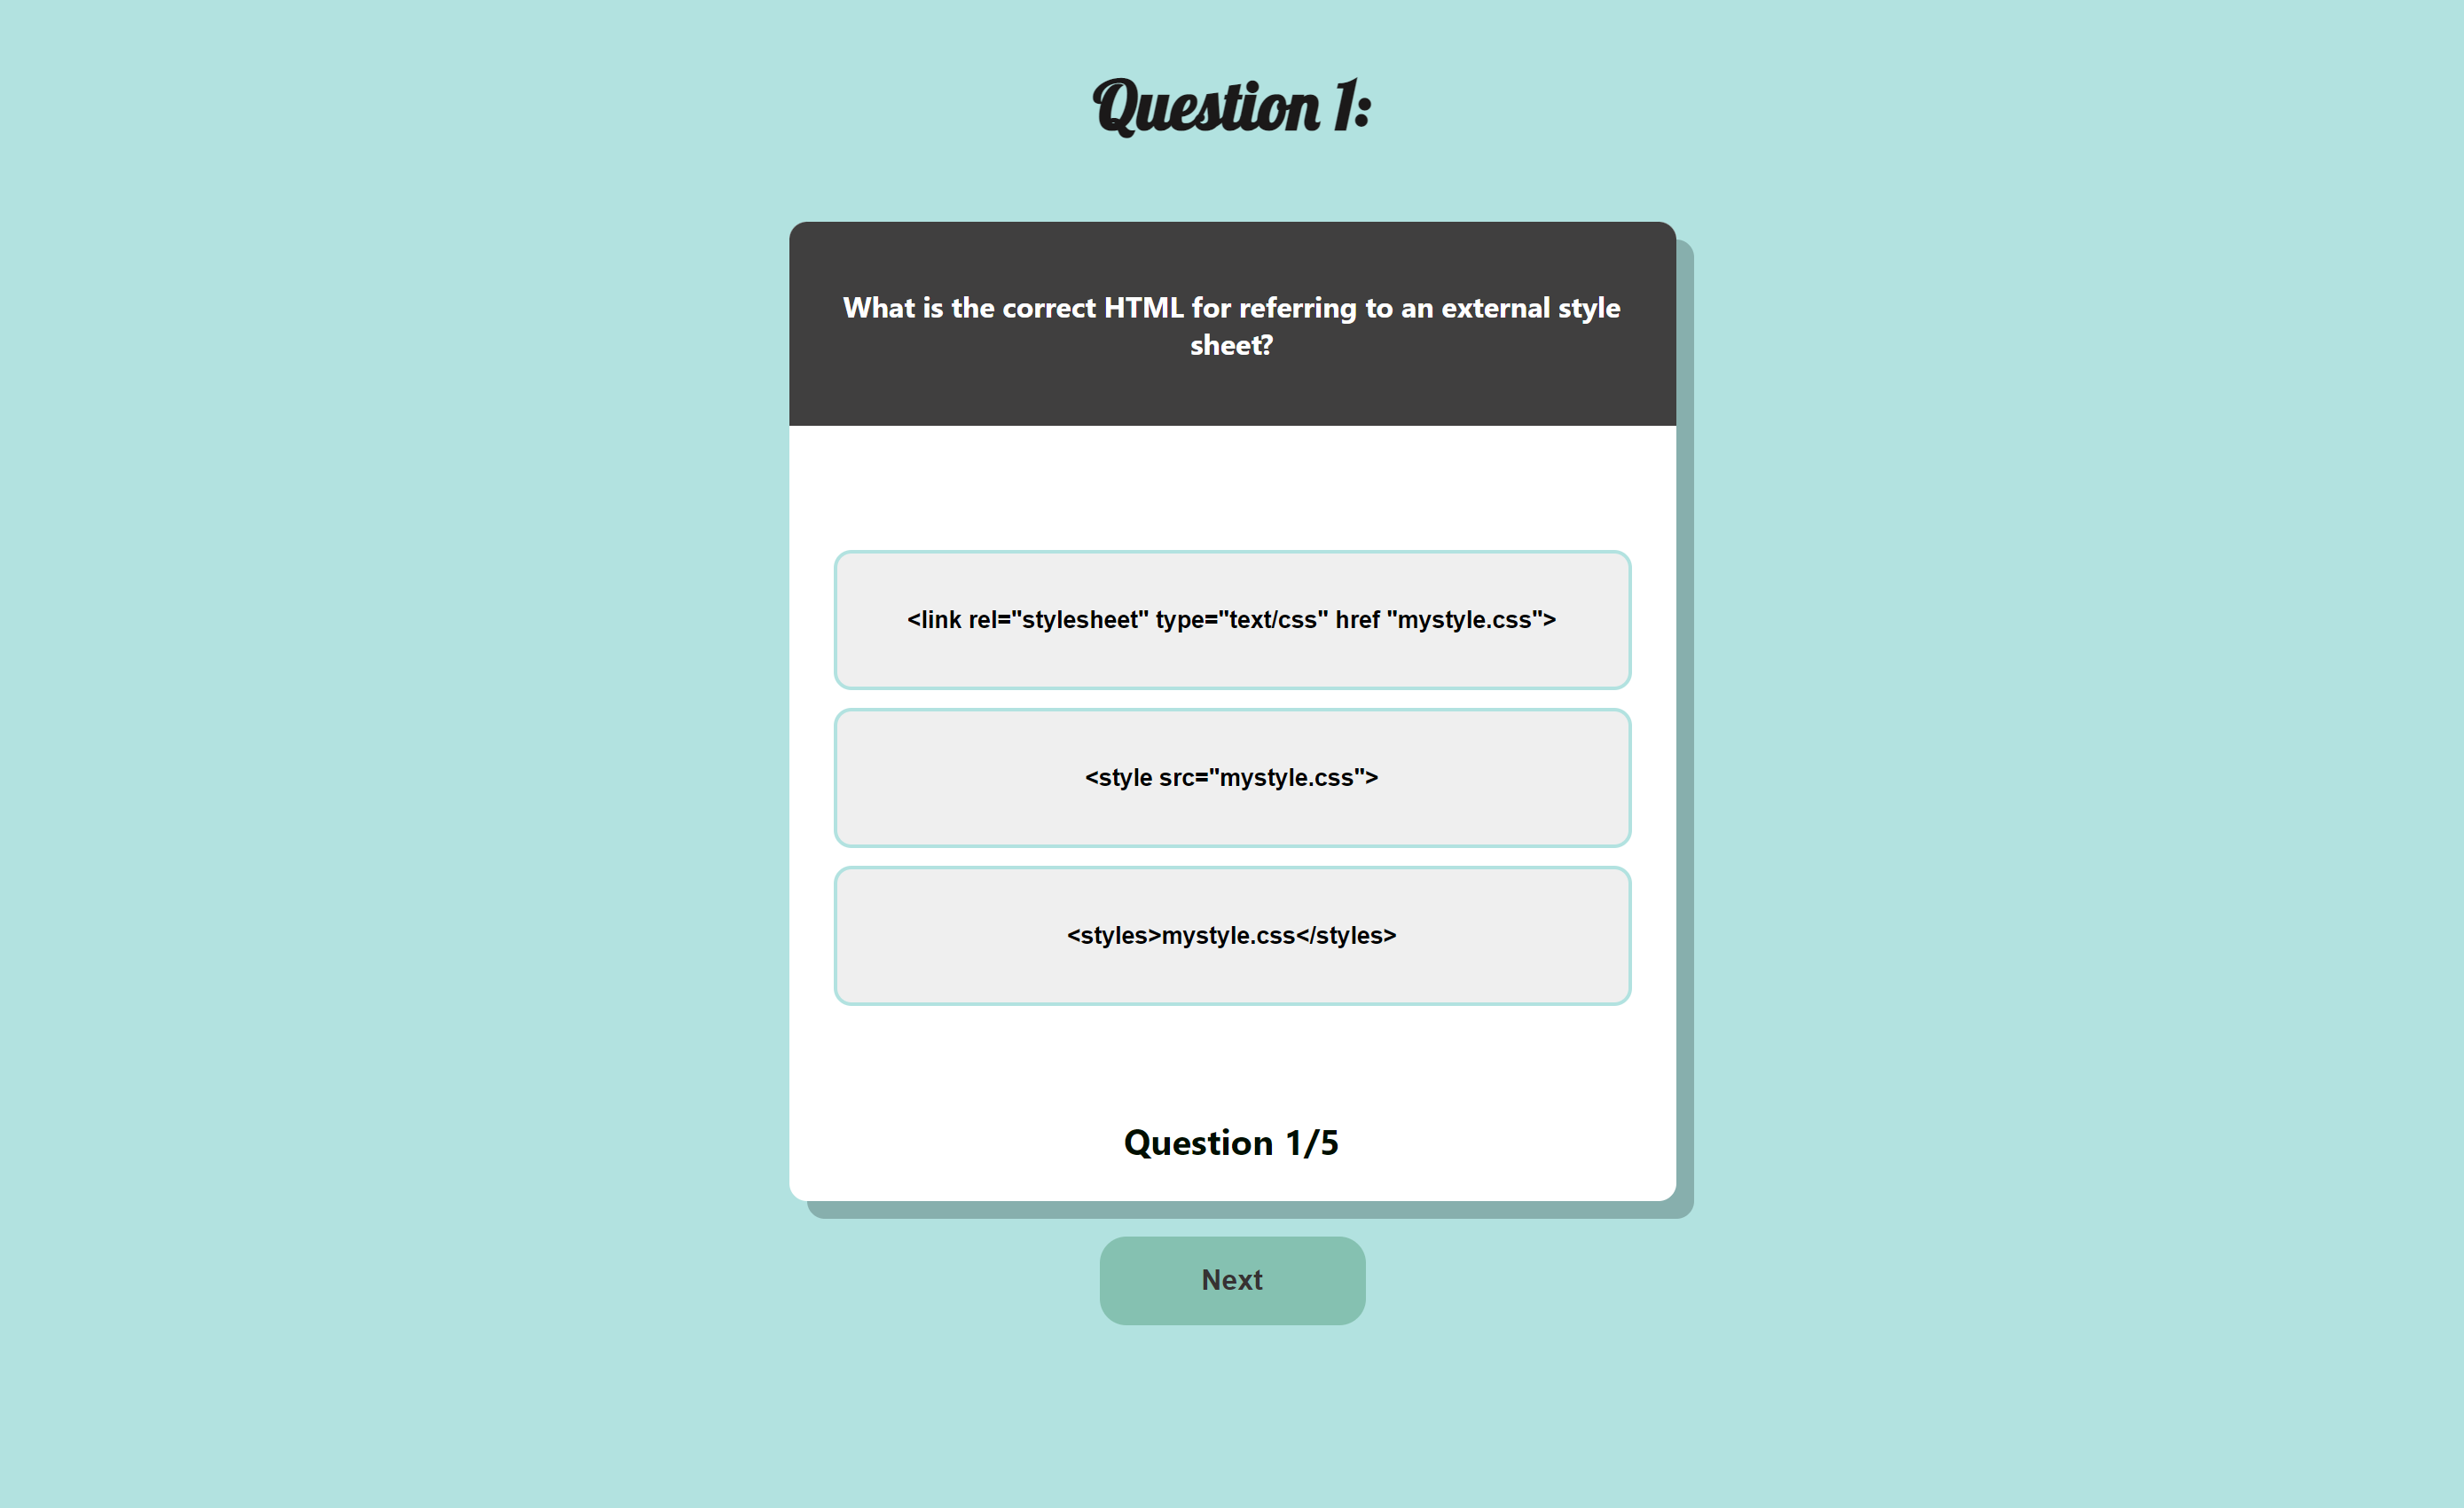 Question 1:
What is the correct HTML for referring to an external style
sheet?
<link rel="stylesheet" type="text/css" href "mystyle.css">
<style src="mystyle.css">
<styles>mystyle.css</styles>
Question 1/5
Next